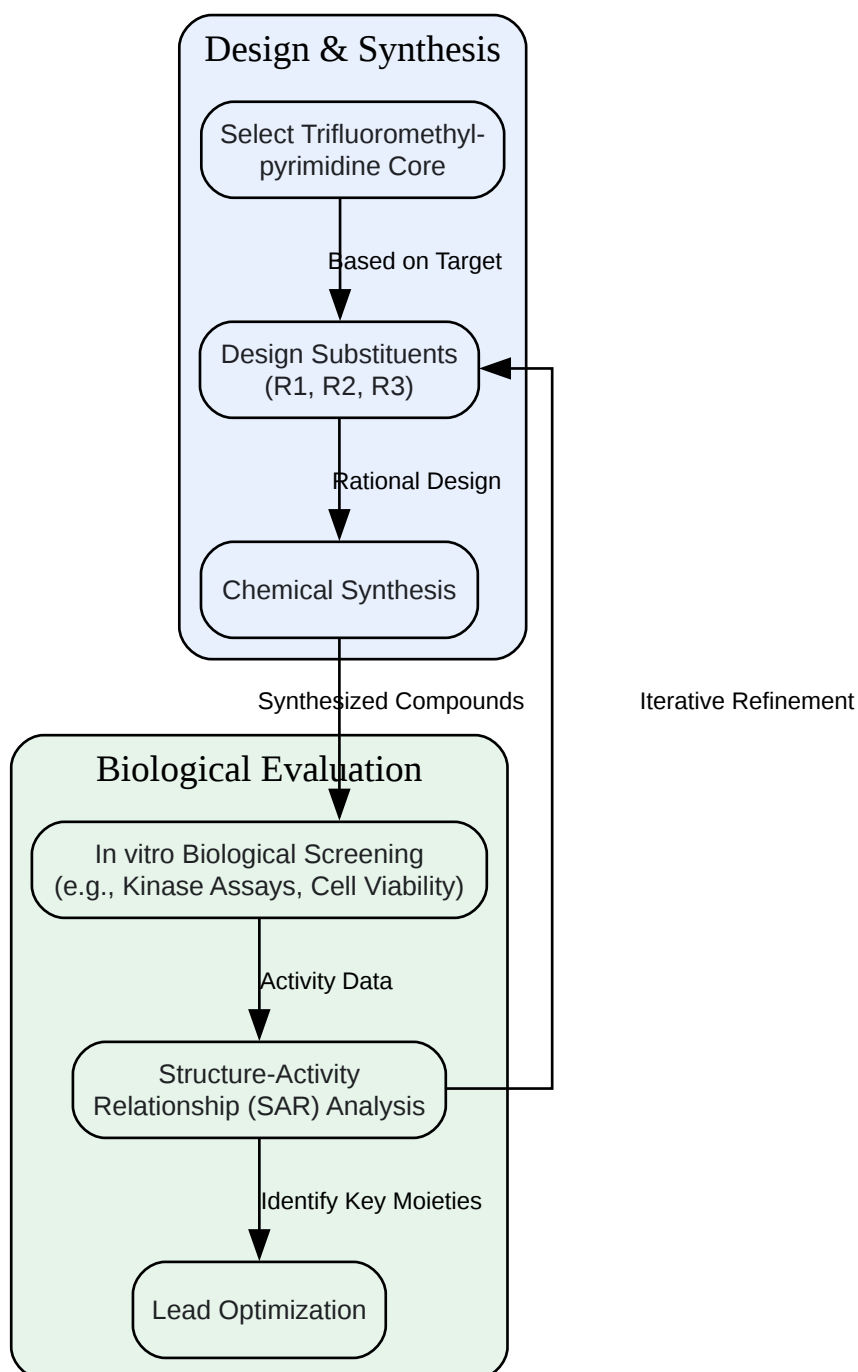 Design & Synthesis
Select Trifluoromethyl-
pyrimidine Core
Based on Target
Design Substituents
(R1, R2, R3)
Rational Design
Chemical Synthesis
Synthesized Compounds
Iterative Refinement
Biological Evaluation
In vitro Biological Screening
(e.g., Kinase Assays, Cell Viability)
Activity Data
Structure-Activity
Relationship (SAR) Analysis
Identify Key Moieties
Lead Optimization